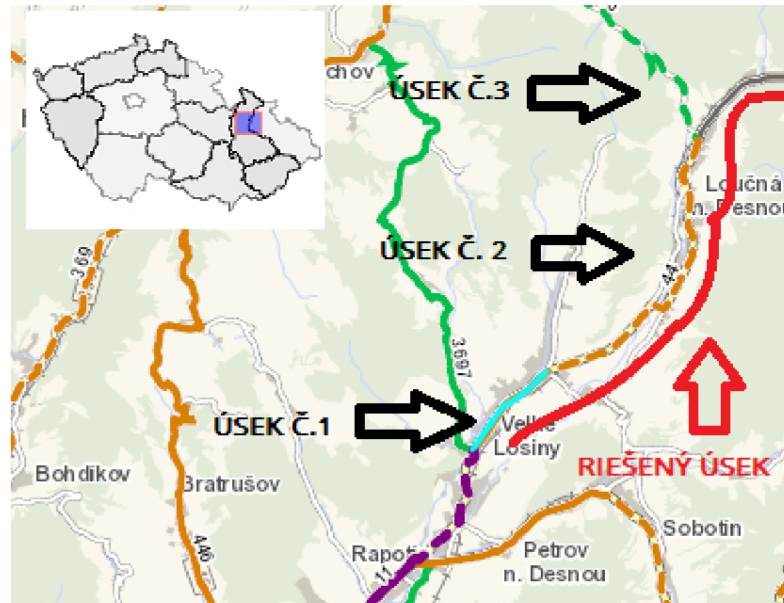 chov
ÚSEK Č.3
Loučná
n. Desnou
369
ÚSEK Č. 2
44
3697
ÚSEK Č.1
Velké
Losiny
RIEŠENÝ ÚSEK
Bohdíkov
Bratrušov
Sobotín
446
Rapotí
11
Petrov
n. Desnou